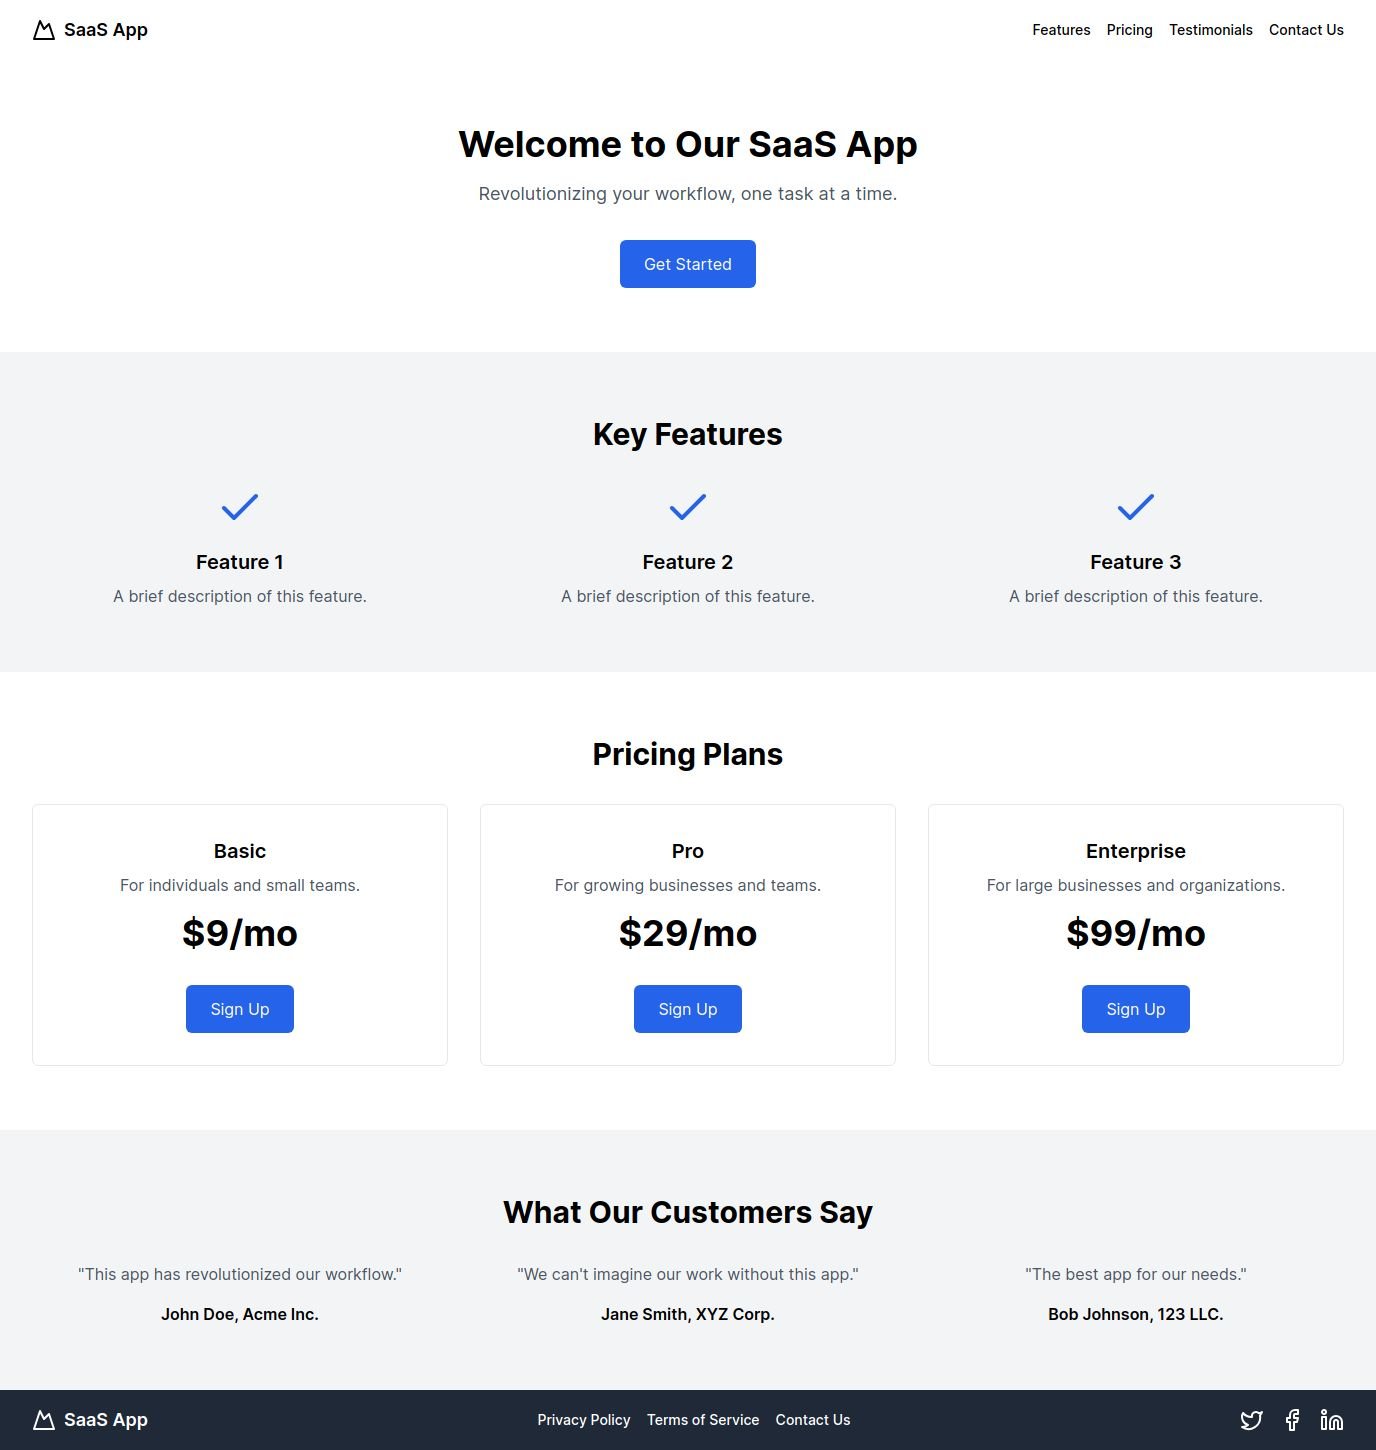 SaaS App
Features Pricing Testimonials Contact Us
Welcome to Our SaaS App
Revolutionizing your workflow, one task at a time.
Get Started
Key Features
Feature 1
A brief description of this feature.
Feature 2
A brief description of this feature.
Feature 3
A brief description of this feature.
Pricing Plans
Basic
For individuals and small teams.
$9/mo
Sign Up
Pro
For growing businesses and teams.
$29/mo
Sign Up
Enterprise
For large businesses and organizations.
$99/mo
Sign Up
What Our Customers Say
"This app has revolutionized our workflow."
John Doe, Acme Inc.
"We can't imagine our work without this app."
Jane Smith, XYZ Corp.
"The best app for our needs."
Bob Johnson, 123 LLC.
SaaS App
Privacy Policy Terms of Service Contact Us